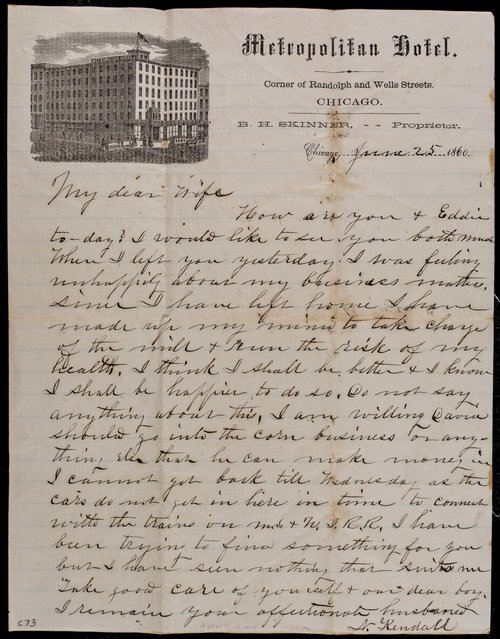 Metropolitan Hotel.
Corner of Randolph and Wells Streets.
CHICAGO.
B. H. SKINNER, - - Proprietor.
Chicago, June 25 1860.
My dear Wife
How are you & Eddie
to-day? I would like to see you both much
When I left you yesterday I was feeling
unhappily about my business matters,
since I have left home I have
made up my mind to take charge
of the mill & run the risk of my
health. I think I shall be better & I know
I shall be happier to do so. Do not say
anything about this, I am willing
should go into the corn business or any-
thing else that he can make money in
I cannot get back till Wednesday as the
cars do not get in here in time to connect
with the trains on & R.R. I have
been trying to find something for you
but I have seen nothing that suits me
Take good care of yourself & our dear boy.
I remain your affectionate husband
N. Kendall
C73